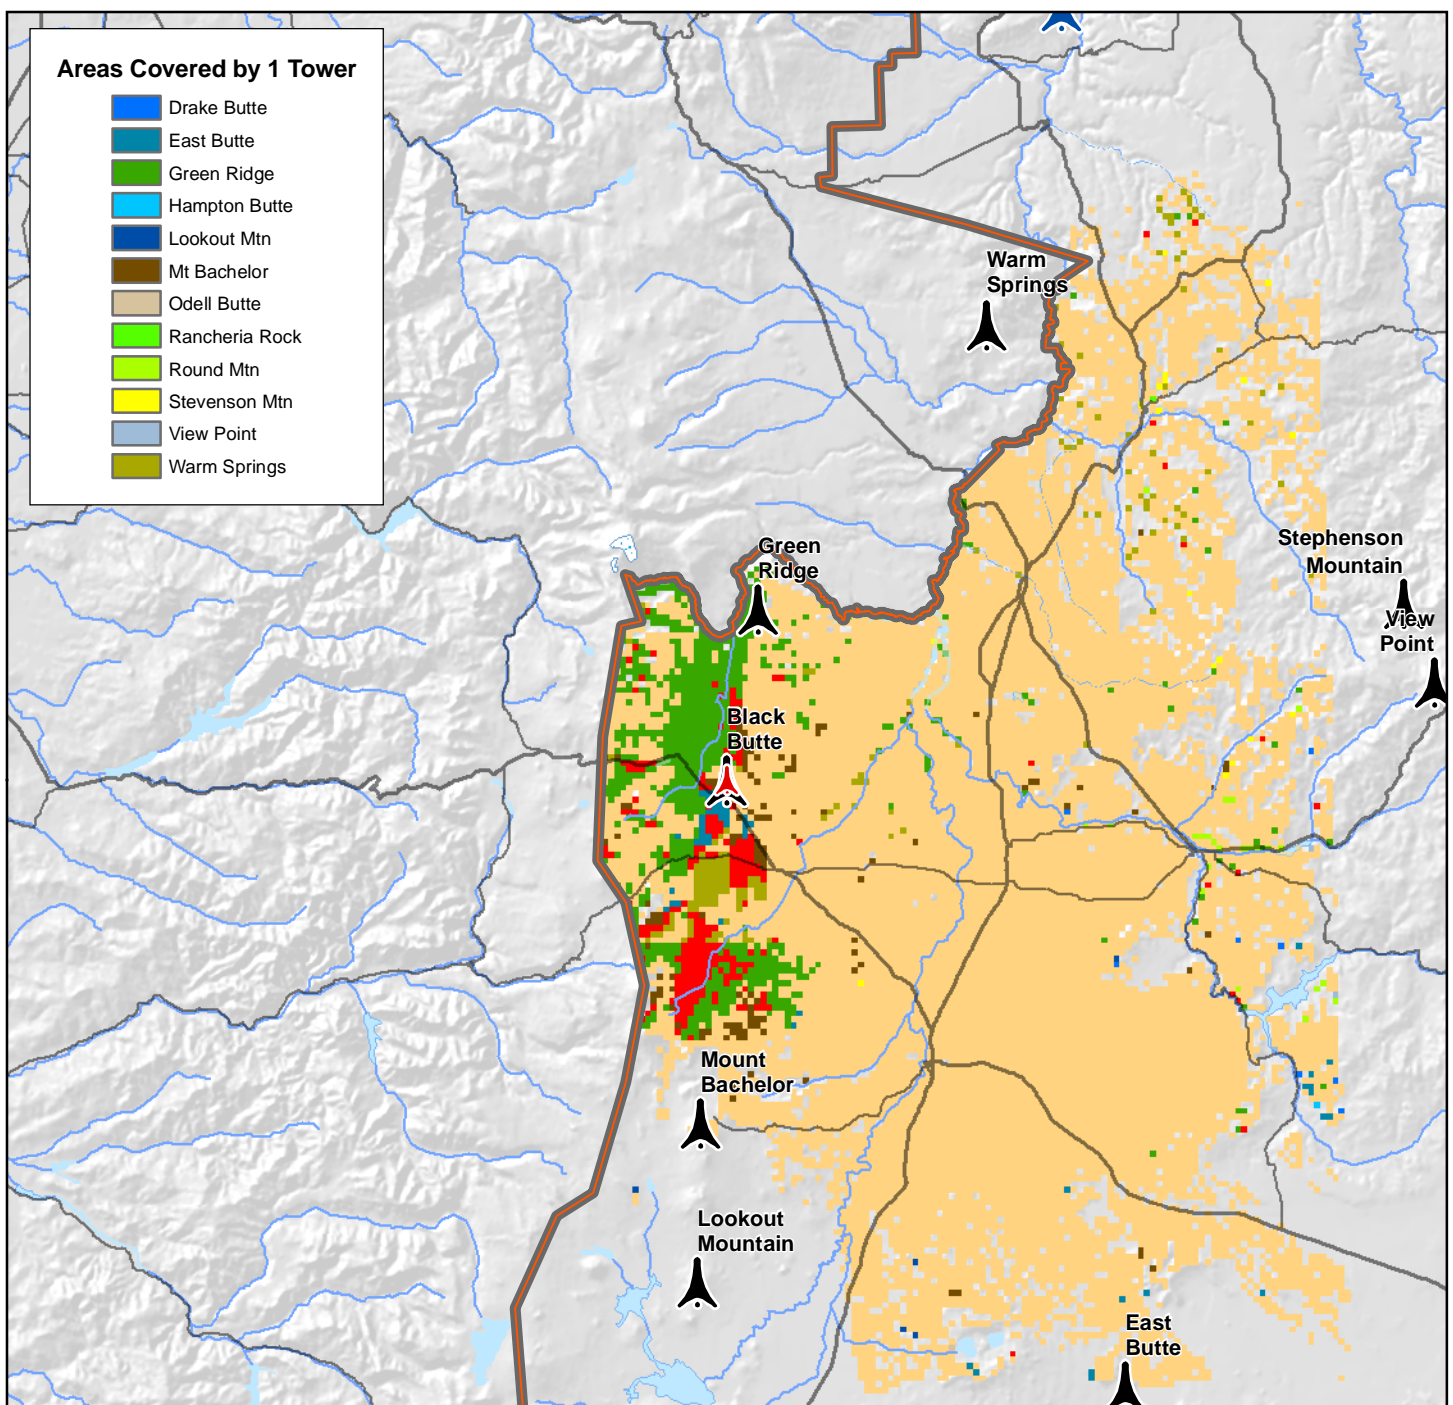 Areas Covered by 1 Tower
Drake Butte
East Butte
Green Ridge
Hampton Butte
Lookout Mtn
Mt Bachelor
Odell Butte
Rancheria Rock
Round Mtn
Stevenson Mtn
View Point
Warm Springs
Warm
Springs
Stephenson
Mountain
Green
Ridge
View
Point
Black
Butte
Mount
Bachelor
Lookout
Mountain
East
Butte